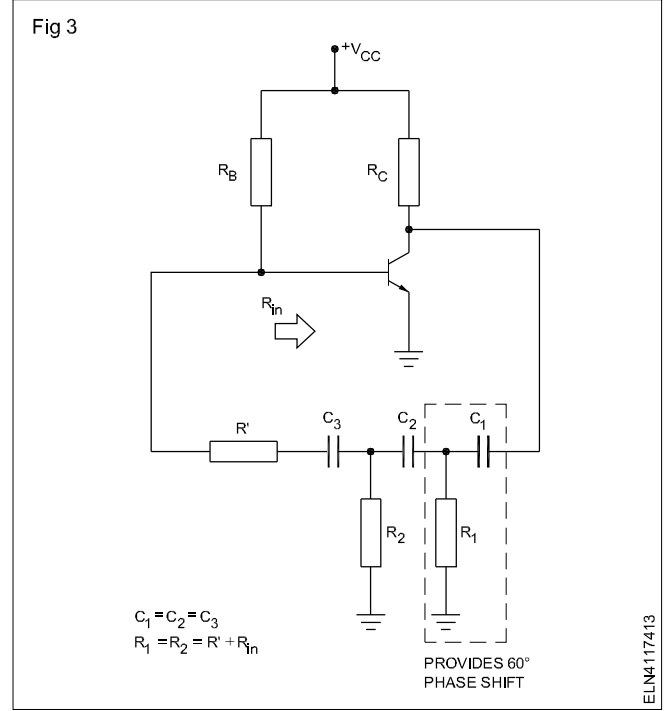 Fig 3
+VCC
RB
RC
Rin
R'
C3
C2
C1
R2
R1
C1 = C2 = C3
R1 = R2 = R' + Rin
PROVIDES 60°
PHASE SHIFT
ELN4117413